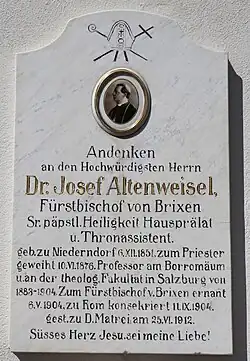 Andenken
an den Hochwürdigsten Herrn
Dr. Josef Altenweisel,
Fürstbischof von Brixen
Sr. päpstl. Heiligkeit Hausprälat
u. Thronassistent.
geb. zu Niederndorf 6.XII.1851. zum Priester
geweiht 10.VI.1876. Professor am Borromäum
u. an der theolog. Fakultät in Salzburg von
1883-1904. Zum Fürstbischof v. Brixen ernant
6.V.1904. zu Rom konsekriert 11.IX.1904.
gest. zu D. Matrei am 25.VI.1912.
Süsses Herz Jesu. sei meine Liebe!